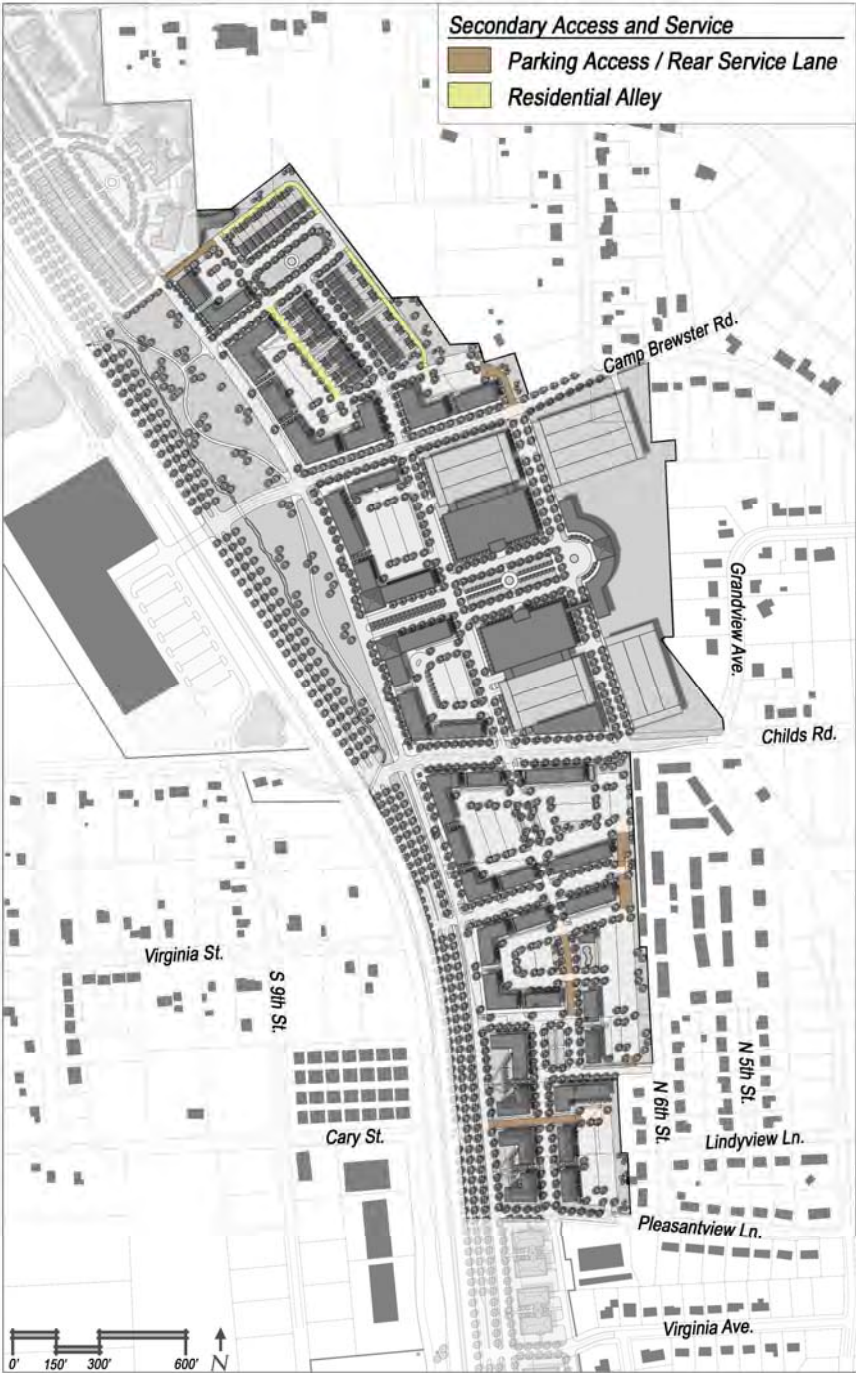 Secondary Access and Service
Parking Access / Rear Service Lane
Residential Alley
Camp Brewster Rd.
Grandview Ave.
Childs Rd.
Virginia St.
S 9th St.
N 5th St.
N 6th St.
Cary St.
Lindyview Ln.
Pleasantview Ln.
Virginia Ave.
0' 150' 300' 600' N